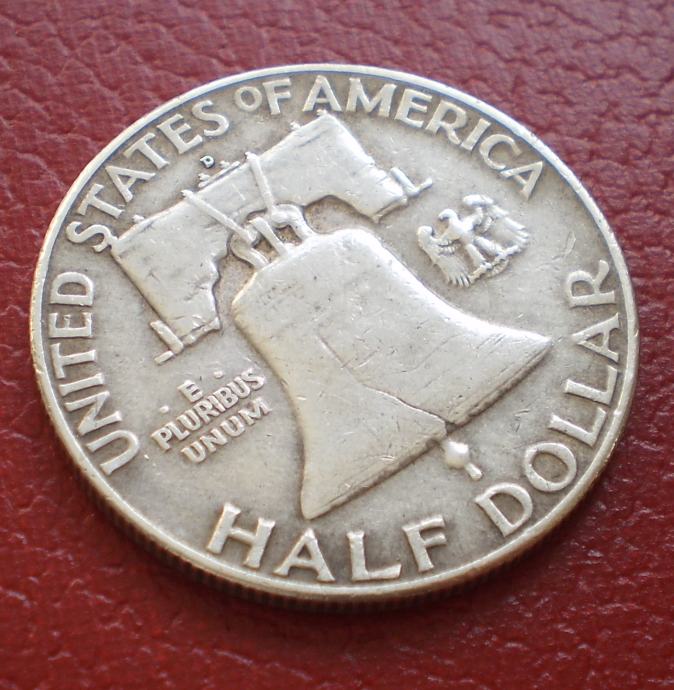 UNITED STATES OF AMERICA
D
· E ·
PLURIBUS
UNUM
HALF DOLLAR